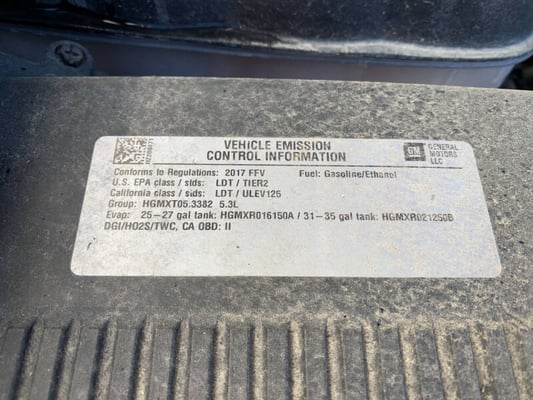 VEHICLE EMISSION
CONTROL INFORMATION
GM
GENERAL
MOTORS
LLC
Conforms to Regulations: 2017 FFV Fuel: Gasoline/Ethanol
U.S. EPA class / stds: LDT / TIER2
California class / stds: LDT / ULEV125
Group: HGMXT05.3382 5.3L
Evap: 25-27 gal tank: HGMXR016150A / 31-35 gal tank: HGMXR021250B
DGI/HO2S/TWC, CA OBD: II